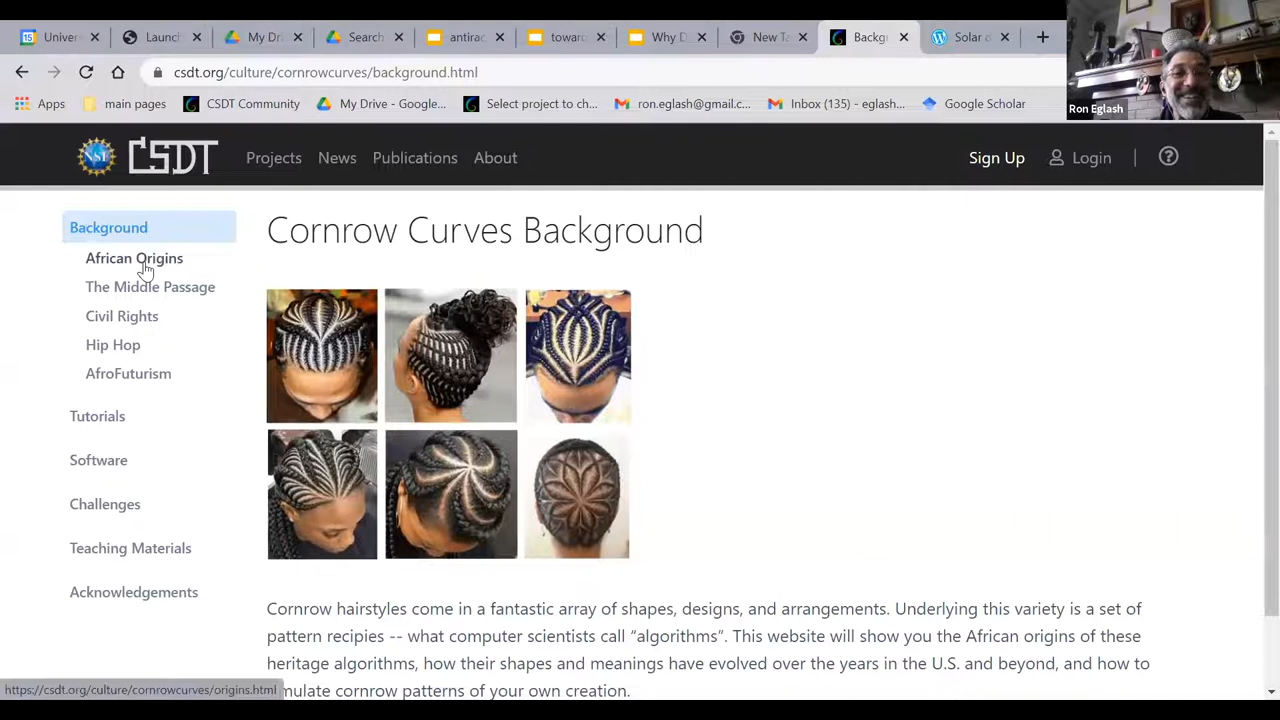 Univer
Launc
My Dri
Search
antirac
towar
Why D
New Ta
Backg
Solar
Ron Eglash
csdt.org/culture/cornrowcurves/background.html
Apps
main pages
CSDT Community
My Drive - Google...
Select project to ch...
ron.eglash@gmail.c...
Inbox (135) - eglash...
Google Scholar
NSF
CSDT
Projects
News
Publications
About
Sign Up
Login
Background
African Origins
The Middle Passage
Civil Rights
Hip Hop
AfroFuturism
Tutorials
Software
Challenges
Teaching Materials
Acknowledgements
Cornrow Curves Background
Cornrow hairstyles come in a fantastic array of shapes, designs, and arrangements. Underlying this variety is a set of
pattern recipies -- what computer scientists call “algorithms”. This website will show you the African origins of these
heritage algorithms, how their shapes and meanings have evolved over the years in the U.S. and beyond, and how to
mulate cornrow patterns of your own creation.
https://csdt.org/culture/cornrowcurves/origins.html